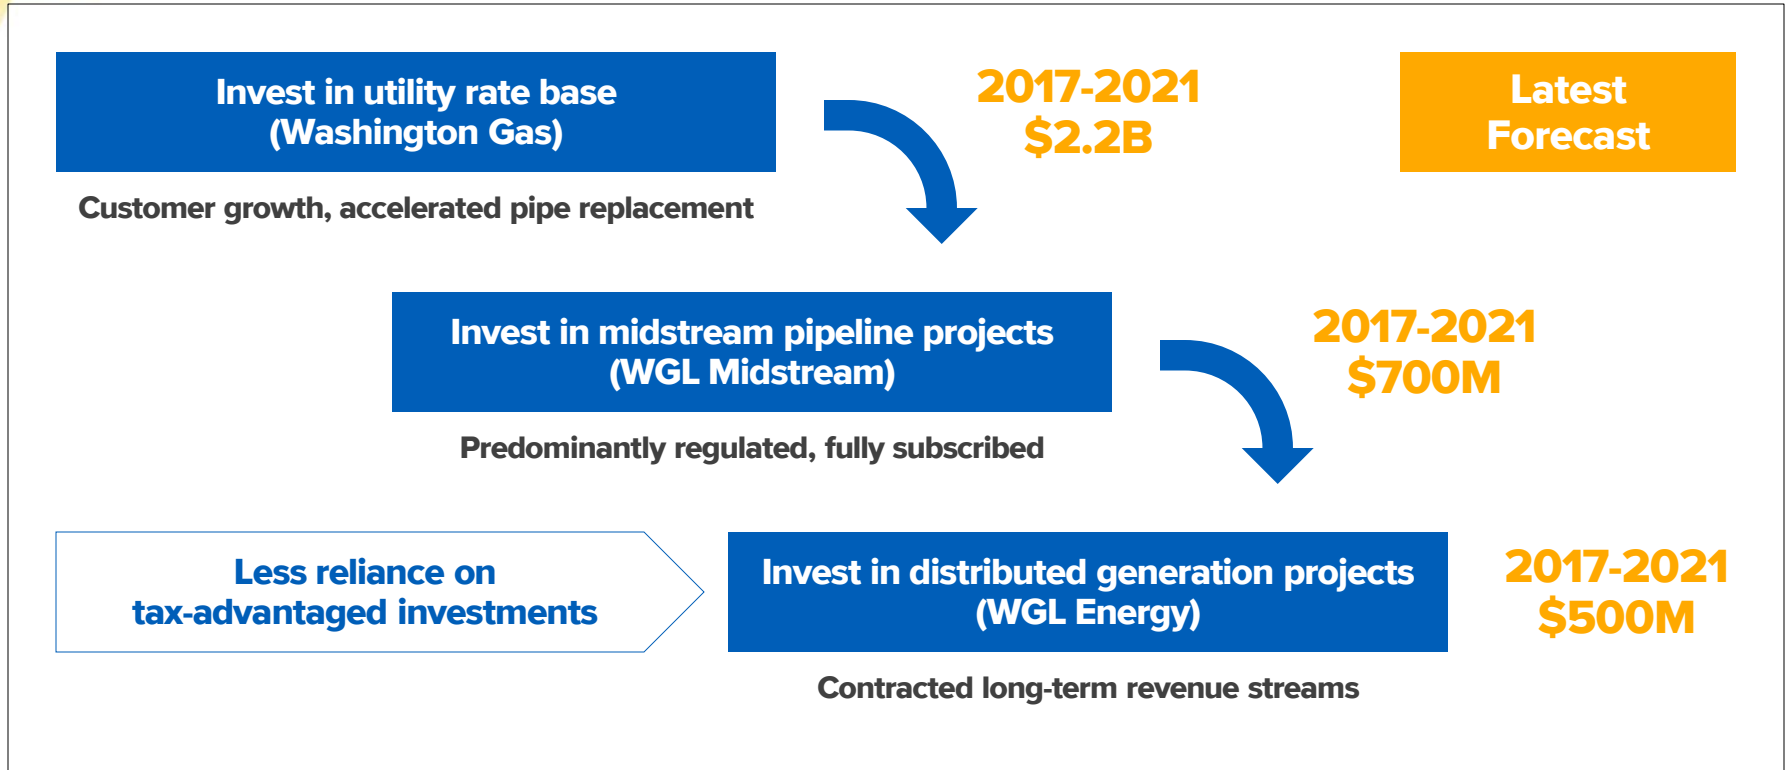 Invest in utility rate base
(Washington Gas)
2017-2021
$2.2B
Latest
Forecast
Customer growth, accelerated pipe replacement
Invest in midstream pipeline projects
(WGL Midstream)
2017-2021
$700M
Predominantly regulated, fully subscribed
Less reliance on
tax-advantaged investments
Invest in distributed generation projects
(WGL Energy)
2017-2021
$500M
Contracted long-term revenue streams